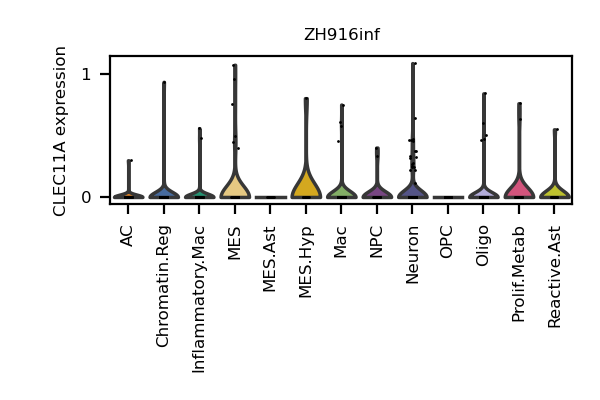 ZH916inf
CLEC11A expression
1
0
AC
Chromatin.Reg
Inflammatory.Mac
MES
MES.Ast
MES.Hyp
Mac
NPC
Neuron
OPC
Oligo
Prolif.Metab
Reactive.Ast